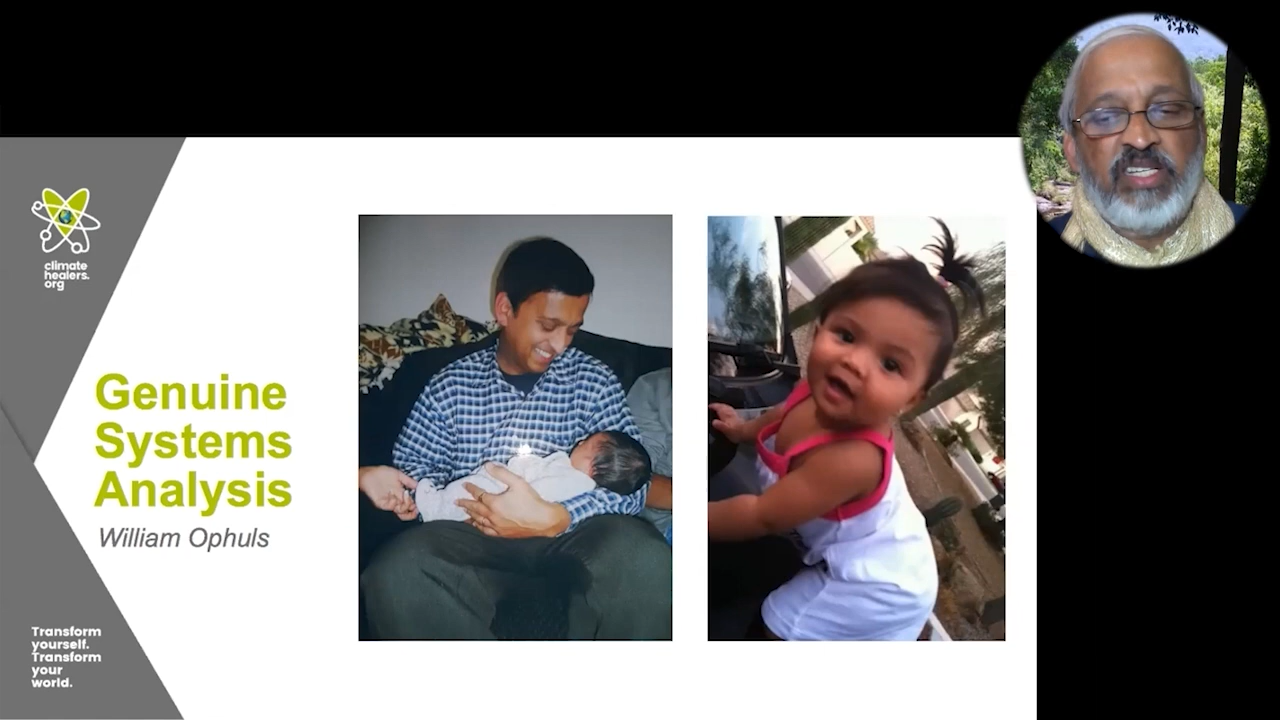 climate
healers.
org
Genuine
Systems
Analysis
William Ophuls
Transform
yourself.
Transform
your
world.